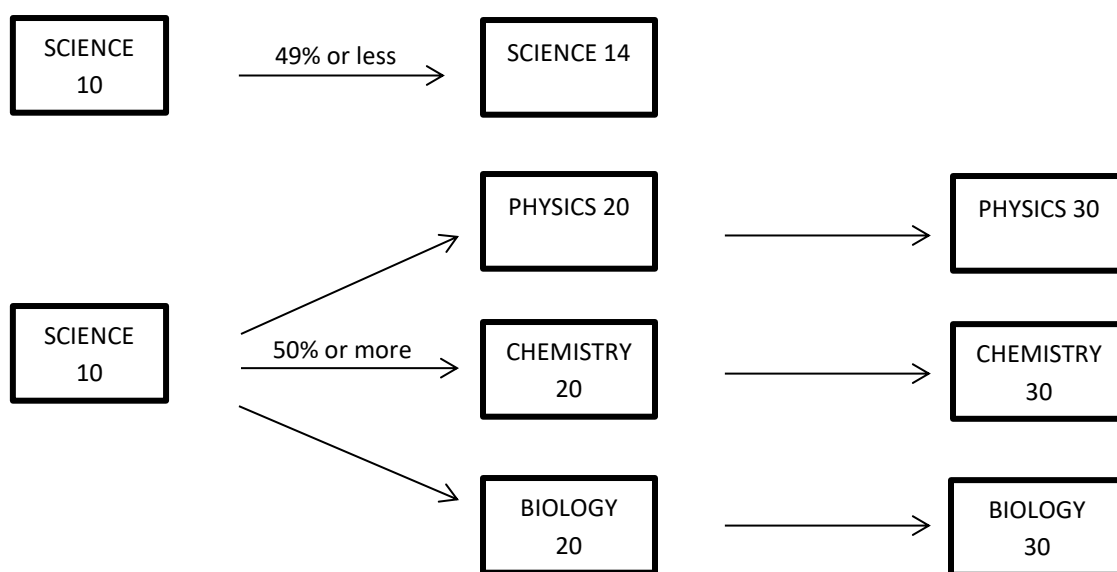 SCIENCE
10
49% or less
SCIENCE 14
PHYSICS 20
PHYSICS 30
SCIENCE
10
50% or more
CHEMISTRY
20
CHEMISTRY
30
BIOLOGY
20
BIOLOGY
30